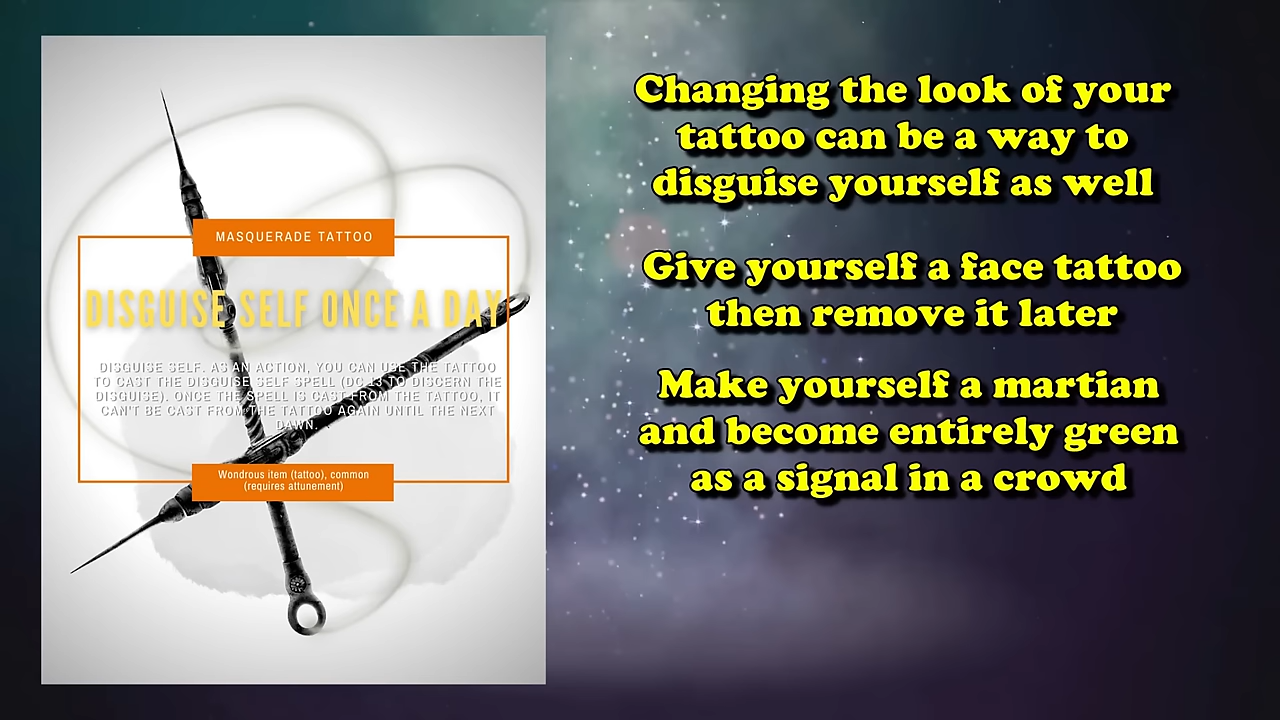 MASQUERADE TATTOO
DISGUISE SELF ONCE A DAY
DISGUISE SELF. AS AN ACTION, YOU CAN USE THE TATTOO
TO CAST THE DISGUISE SELF SPELL (DC 13 TO DISCERN THE
DISGUISE). ONCE THE SPELL IS CAST FROM THE TATTOO, IT
CAN'T BE CAST FROM THE TATTOO AGAIN UNTIL THE NEXT
DAWN.
Wondrous item (tattoo), common
(requires attunement)
Changing the look of your
tattoo can be a way to
disguise yourself as well
Give yourself a face tattoo
then remove it later
Make yourself a martian
and become entirely green
as a signal in a crowd